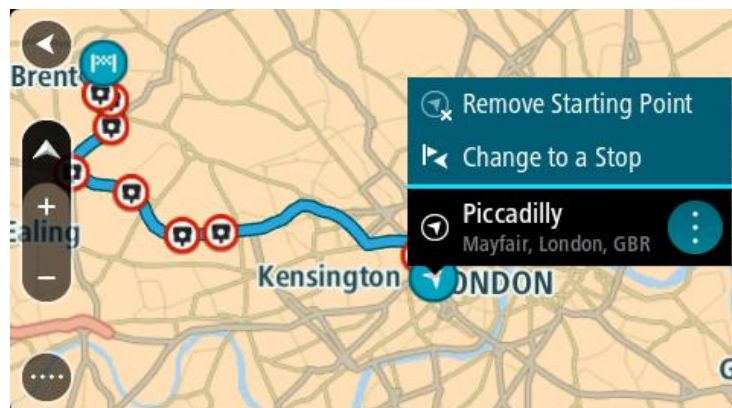 Brent
Remove Starting Point
Change to a Stop
Piccadilly
Mayfair, London, GBR
Ealing
Kensington
ONDON
G